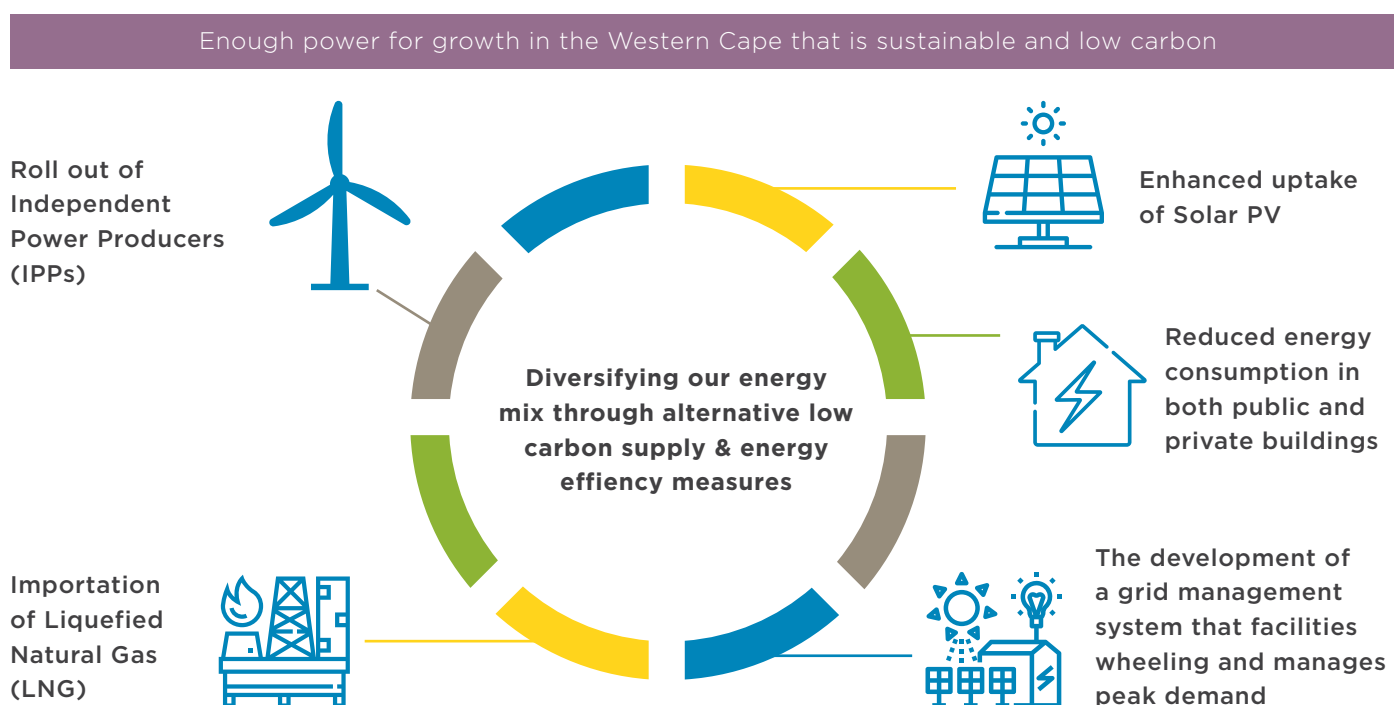 Enough power for growth in the Western Cape that is sustainable and low carbon
Roll out of
Independent
Power Producers
(IPPs)
Enhanced uptake
of Solar PV
Diversifying our energy
mix through alternative low
carbon supply & energy
effiency measures
Reduced energy
consumption in
both public and
private buildings
Importation
of Liquefied
Natural Gas
(LNG)
The development of
a grid management
system that facilities
wheeling and manages
peak demand